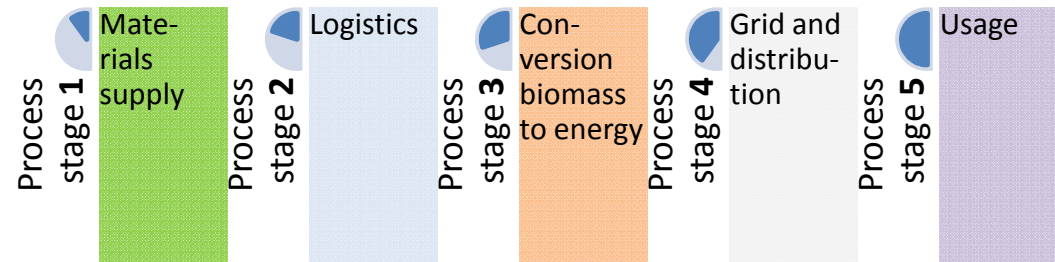 Process
stage 1
Mate-
rials
supply
Process
stage 2
Logistics
Process
stage 3
Con-
version
biomass
to energy
Process
stage 4
Grid and
distribu-
tion
Process
stage 5
Usage